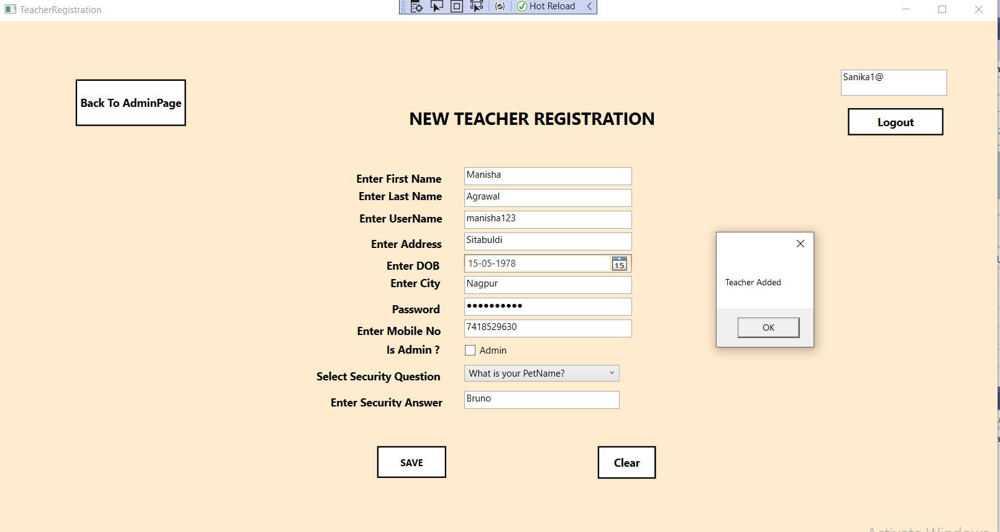 TeacherRegistration
Hot Reload
Sanika1@
Back To AdminPage
NEW TEACHER REGISTRATION
Logout
Enter First Name Manisha
Enter Last Name Agrawal
Enter UserName manisha123
Enter Address Sitabuldi
Enter DOB 15-05-1978 15
Enter City Nagpur
Password ●●●●●●●●●●
Enter Mobile No 7418529630
Is Admin ? Admin
Select Security Question What is your PetName?
Enter Security Answer Bruno
Teacher Added
OK
SAVE
Clear
Activate Windows